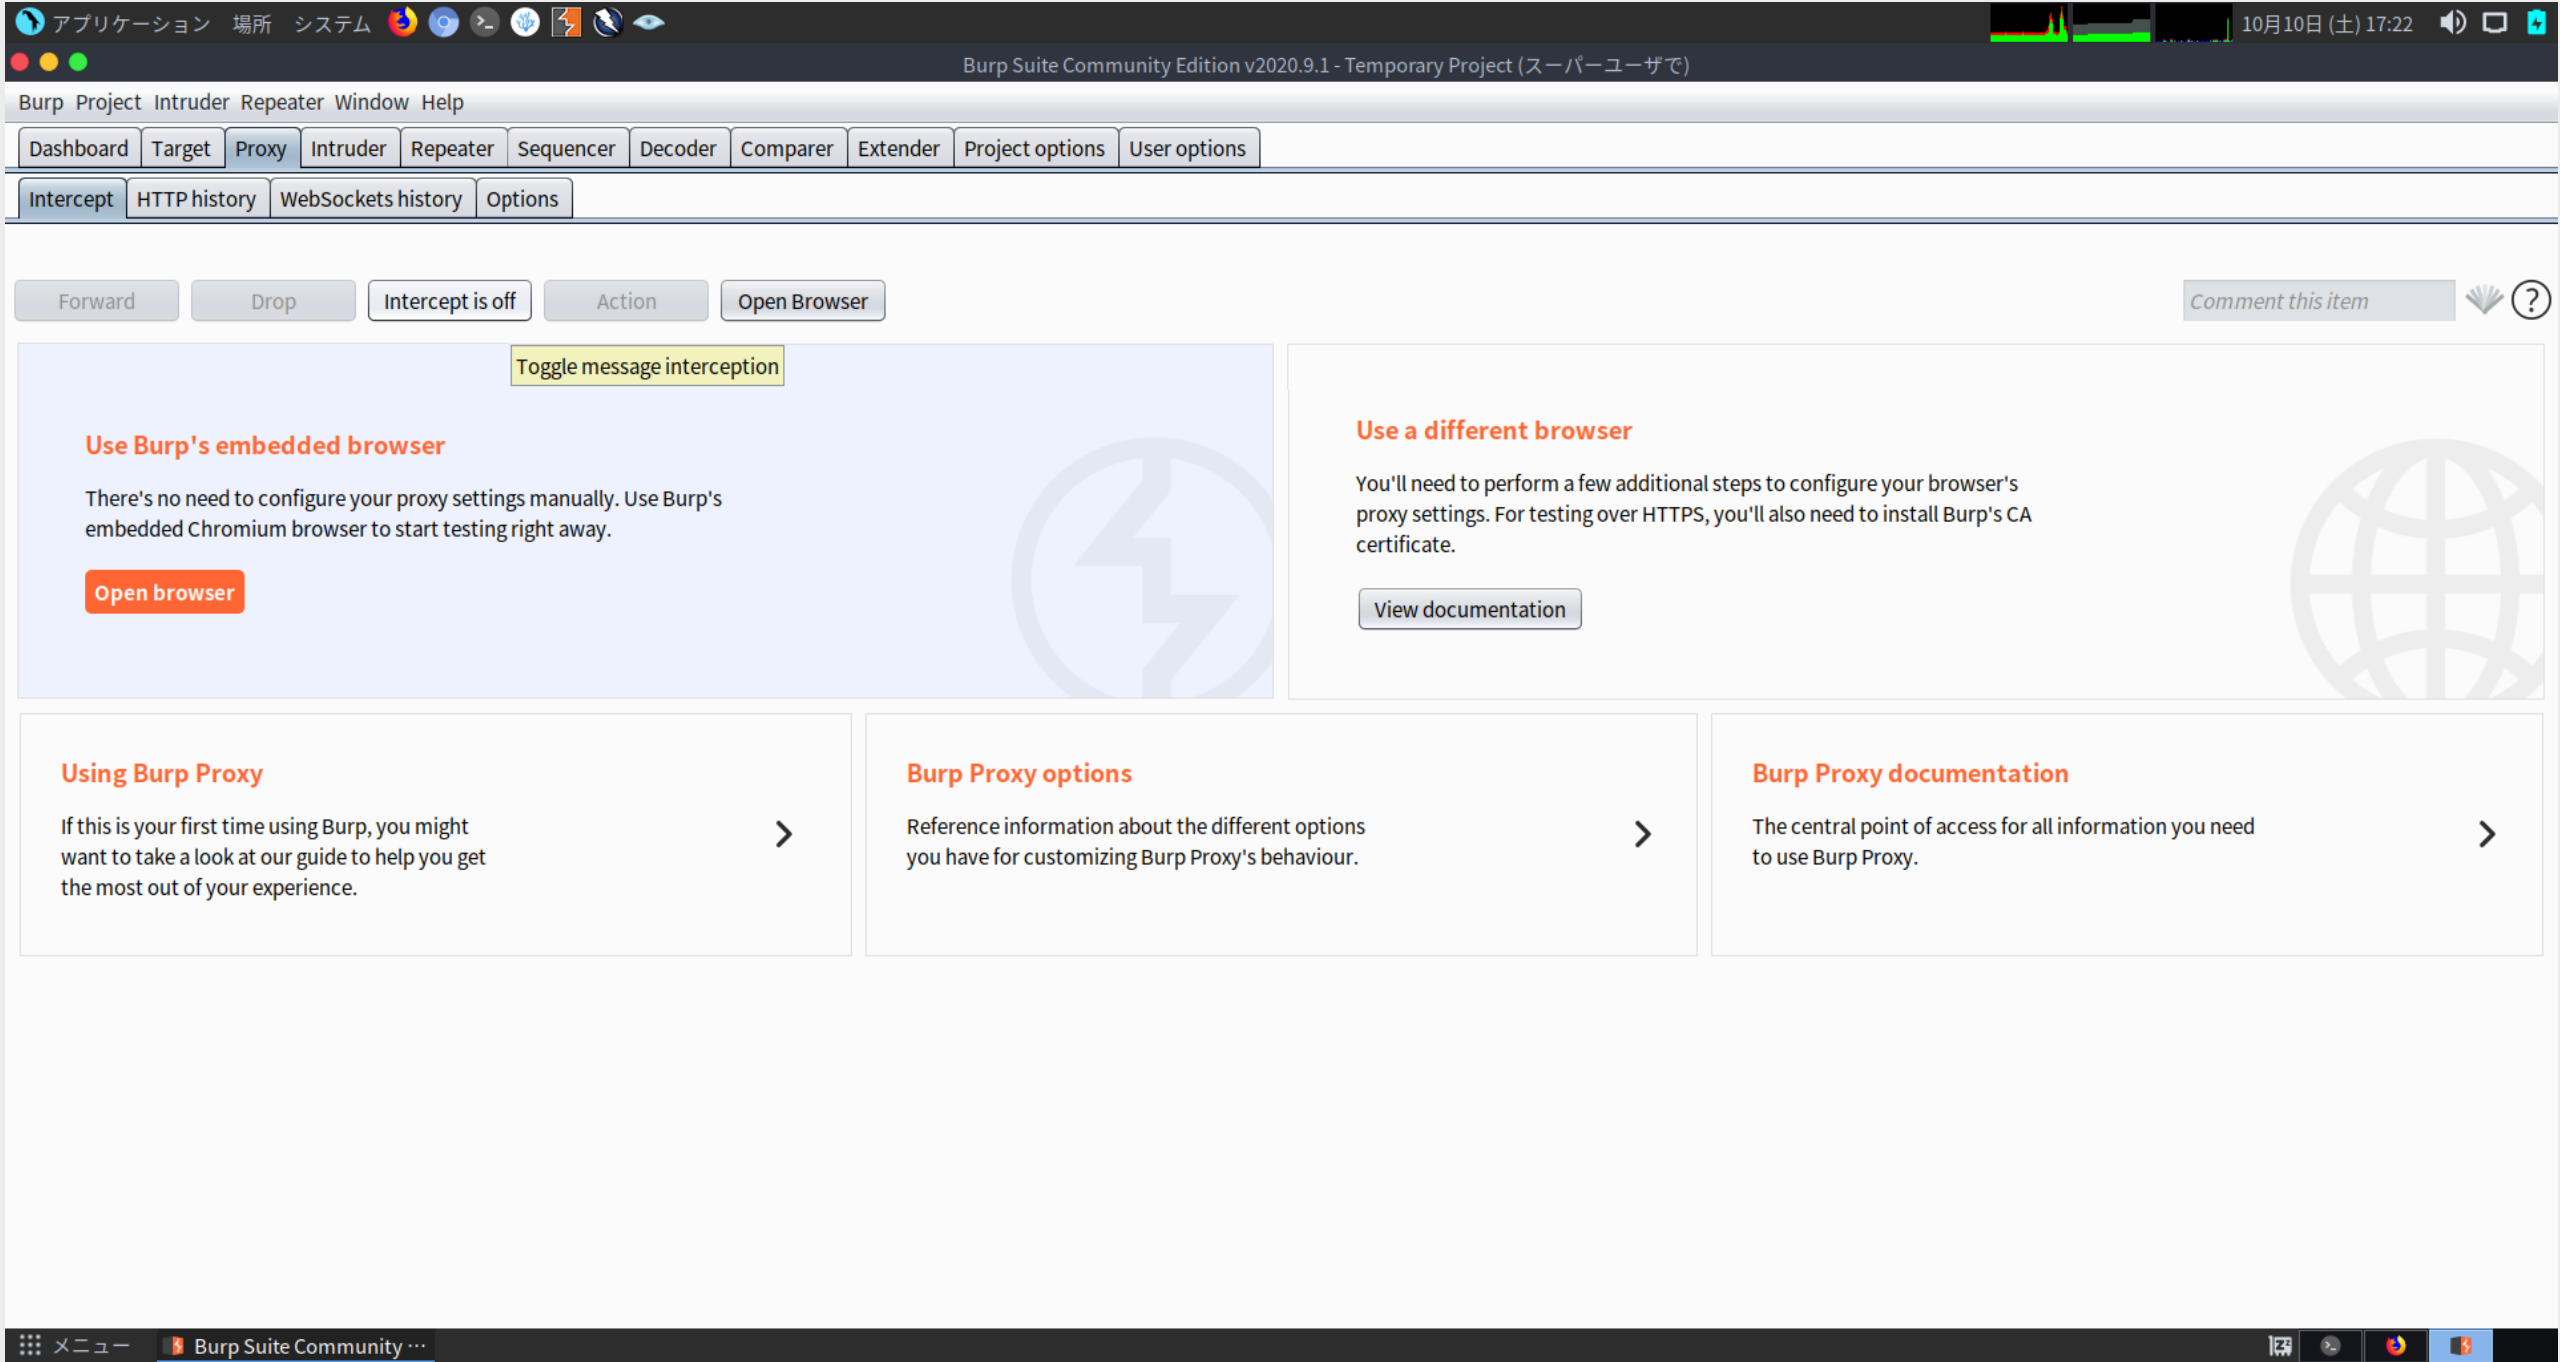 アプリケーション 場所 システム 10月10日 (土) 17:22
Burp Suite Community Edition v2020.9.1 - Temporary Project (スーパーユーザで)
Burp Project Intruder Repeater Window Help
Dashboard Target Proxy Intruder Repeater Sequencer Decoder Comparer Extender Project options User options
Intercept HTTP history WebSockets history Options
Forward Drop Intercept is off Action Open Browser Comment this item ?
Toggle message interception
Use Burp's embedded browser
There's no need to configure your proxy settings manually. Use Burp's
embedded Chromium browser to start testing right away.
Open browser
Use a different browser
You'll need to perform a few additional steps to configure your browser's
proxy settings. For testing over HTTPS, you'll also need to install Burp's CA
certificate.
View documentation
Using Burp Proxy
If this is your first time using Burp, you might
want to take a look at our guide to help you get
the most out of your experience.
Burp Proxy options
Reference information about the different options
you have for customizing Burp Proxy's behaviour.
Burp Proxy documentation
The central point of access for all information you need
to use Burp Proxy.
メニュー Burp Suite Community …